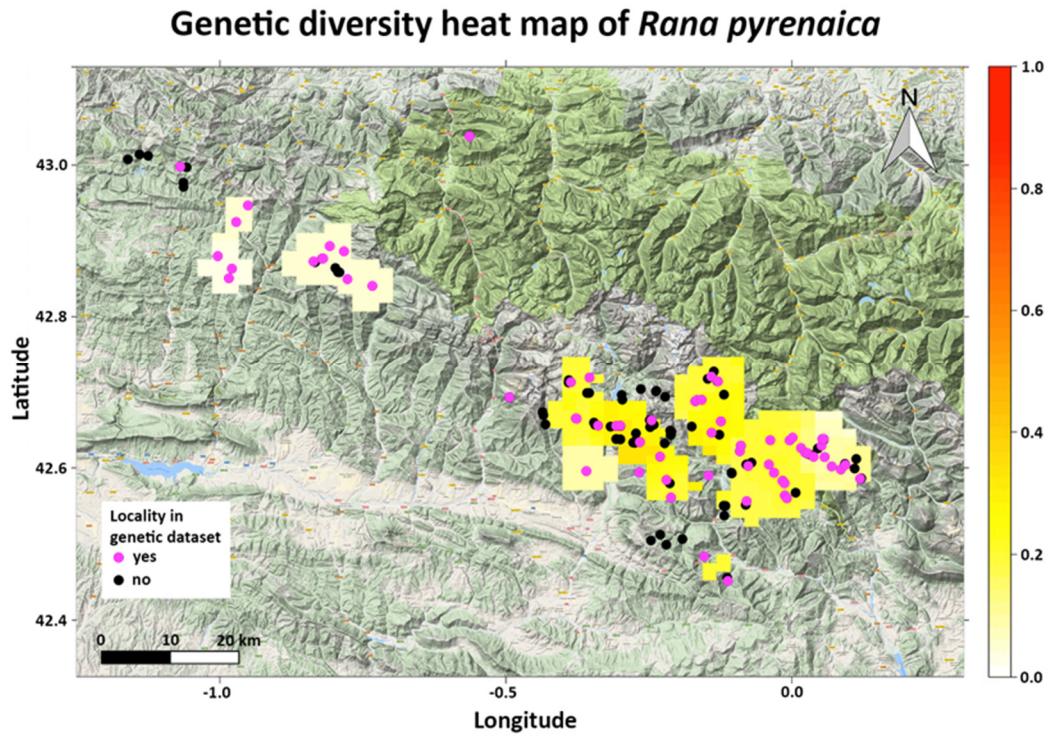 Genetic diversity heat map of Rana pyrenaica
N
1.0
0.8
0.6
0.4
0.2
0.0
Latitude
43.0
42.8
42.6
42.4
Locality in
genetic dataset
yes
no
0 10 20 km
-1.0 -0.5 0.0
Longitude